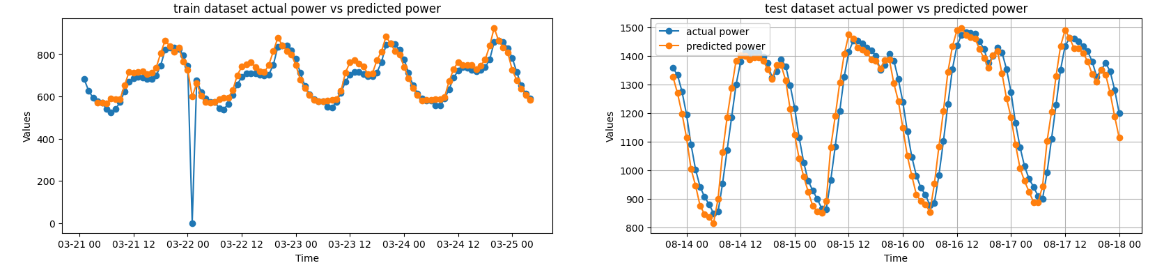 train dataset actual power vs predicted power
800
600
400
200
0
Values
03-21 00 03-21 12 03-22 00 03-22 12 03-23 00 03-23 12 03-24 00 03-24 12 03-25 00
Time
test dataset actual power vs predicted power
actual power
predicted power
1500
1400
1300
1200
1100
1000
900
800
Values
08-14 00 08-14 12 08-15 00 08-15 12 08-16 00 08-16 12 08-17 00 08-17 12 08-18 00
Time